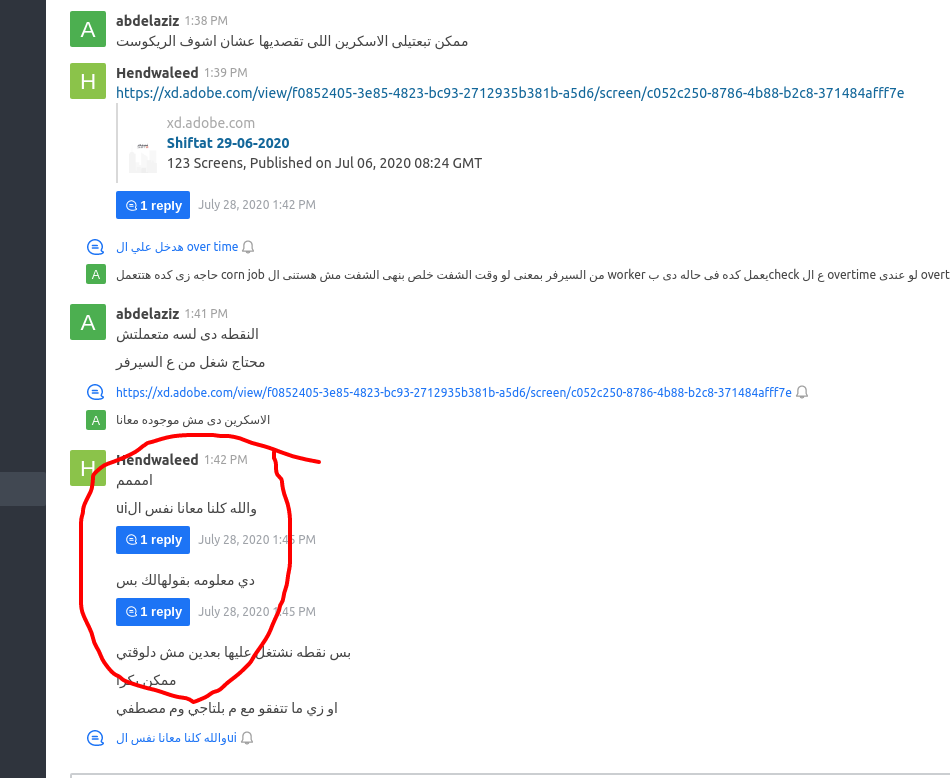 A
abdelaziz 1:38 PM
ممكن تبعتيلى الاسكرين اللى تقصديها عشان اشوف الريكوست
H
Hendwaleed 1:39 PM
https://xd.adobe.com/view/f0852405-3e85-4823-bc93-2712935b381b-a5d6/screen/c052c250-8786-4b88-b2c8-371484afff7e
xd.adobe.com
Shiftat 29-06-2020
123 Screens, Published on Jul 06, 2020 08:24 GMT
1 reply July 28, 2020 1:42 PM
هدخل علي ال over time
A
حاجه زى كده هتتعمل corn job من السيرفر بمعنى لو وقت الشفت خلص بنهى الشفت مش هستنى ال worker يعمل كده فى حاله دى ب check ع ال overtime لو عندى overt
A
abdelaziz 1:41 PM
النقطه دى لسه متعملتش
محتاج شغل من ع السيرفر
https://xd.adobe.com/view/f0852405-3e85-4823-bc93-2712935b381b-a5d6/screen/c052c250-8786-4b88-b2c8-371484afff7e
A
الاسكرين دى مش موجوده معانا
H
Hendwaleed 1:42 PM
امممم
والله كلنا معانا نفس الui
1 reply July 28, 2020 1:45 PM
دي معلومه بقولهالك بس
1 reply July 28, 2020 1:45 PM
بس نقطه نشتغل عليها بعدين مش دلوقتي
ممكن بكرا
او زي ما تتفقو مع م بلتاجي وم مصطفي
والله كلنا معانا نفس الui